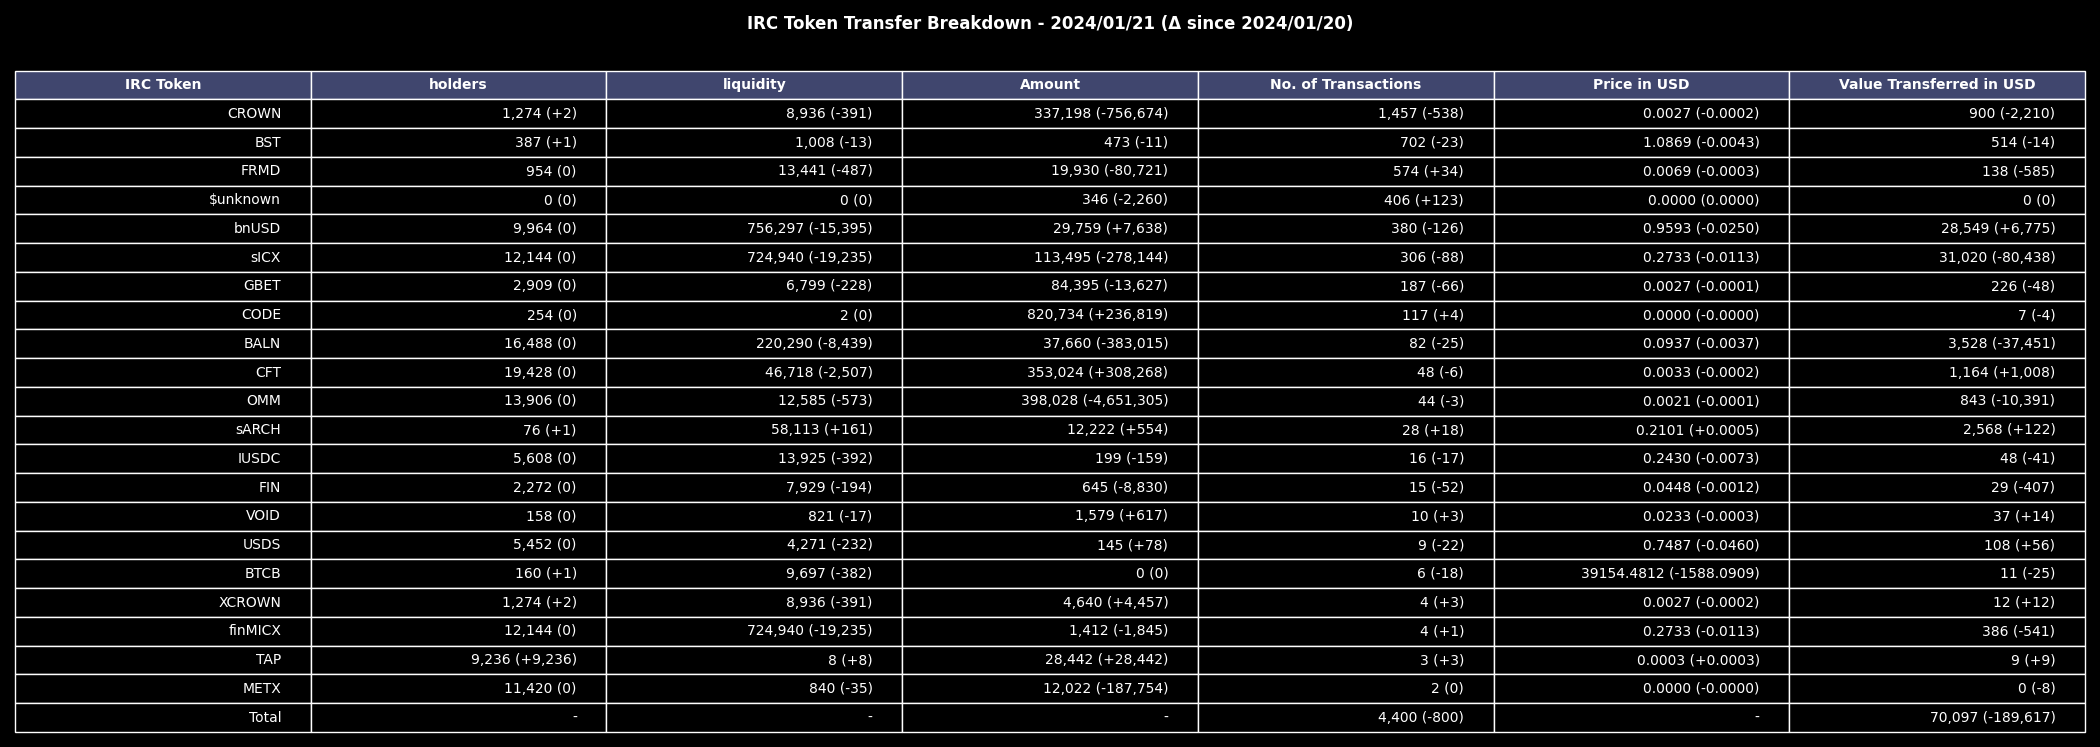 IRC Token Transfer Breakdown - 2024/01/21 (Δ since 2024/01/20)
IRC Token holders liquidity Amount No. of Transactions Price in USD Value Transferred in USD
CROWN 1,274 (+2) 8,936 (-391) 337,198 (-756,674) 1,457 (-538) 0.0027 (-0.0002) 900 (-2,210)
BST 387 (+1) 1,008 (-13) 473 (-11) 702 (-23) 1.0869 (-0.0043) 514 (-14)
FRMD 954 (0) 13,441 (-487) 19,930 (-80,721) 574 (+34) 0.0069 (-0.0003) 138 (-585)
$unknown 0 (0) 0 (0) 346 (-2,260) 406 (+123) 0.0000 (0.0000) 0 (0)
bnUSD 9,964 (0) 756,297 (-15,395) 29,759 (+7,638) 380 (-126) 0.9593 (-0.0250) 28,549 (+6,775)
sICX 12,144 (0) 724,940 (-19,235) 113,495 (-278,144) 306 (-88) 0.2733 (-0.0113) 31,020 (-80,438)
GBET 2,909 (0) 6,799 (-228) 84,395 (-13,627) 187 (-66) 0.0027 (-0.0001) 226 (-48)
CODE 254 (0) 2 (0) 820,734 (+236,819) 117 (+4) 0.0000 (-0.0000) 7 (-4)
BALN 16,488 (0) 220,290 (-8,439) 37,660 (-383,015) 82 (-25) 0.0937 (-0.0037) 3,528 (-37,451)
CFT 19,428 (0) 46,718 (-2,507) 353,024 (+308,268) 48 (-6) 0.0033 (-0.0002) 1,164 (+1,008)
OMM 13,906 (0) 12,585 (-573) 398,028 (-4,651,305) 44 (-3) 0.0021 (-0.0001) 843 (-10,391)
sARCH 76 (+1) 58,113 (+161) 12,222 (+554) 28 (+18) 0.2101 (+0.0005) 2,568 (+122)
IUSDC 5,608 (0) 13,925 (-392) 199 (-159) 16 (-17) 0.2430 (-0.0073) 48 (-41)
FIN 2,272 (0) 7,929 (-194) 645 (-8,830) 15 (-52) 0.0448 (-0.0012) 29 (-407)
VOID 158 (0) 821 (-17) 1,579 (+617) 10 (+3) 0.0233 (-0.0003) 37 (+14)
USDS 5,452 (0) 4,271 (-232) 145 (+78) 9 (-22) 0.7487 (-0.0460) 108 (+56)
BTCB 160 (+1) 9,697 (-382) 0 (0) 6 (-18) 39154.4812 (-1588.0909) 11 (-25)
XCROWN 1,274 (+2) 8,936 (-391) 4,640 (+4,457) 4 (+3) 0.0027 (-0.0002) 12 (+12)
finMICX 12,144 (0) 724,940 (-19,235) 1,412 (-1,845) 4 (+1) 0.2733 (-0.0113) 386 (-541)
TAP 9,236 (+9,236) 8 (+8) 28,442 (+28,442) 3 (+3) 0.0003 (+0.0003) 9 (+9)
METX 11,420 (0) 840 (-35) 12,022 (-187,754) 2 (0) 0.0000 (-0.0000) 0 (-8)
Total - - - 4,400 (-800) - 70,097 (-189,617)